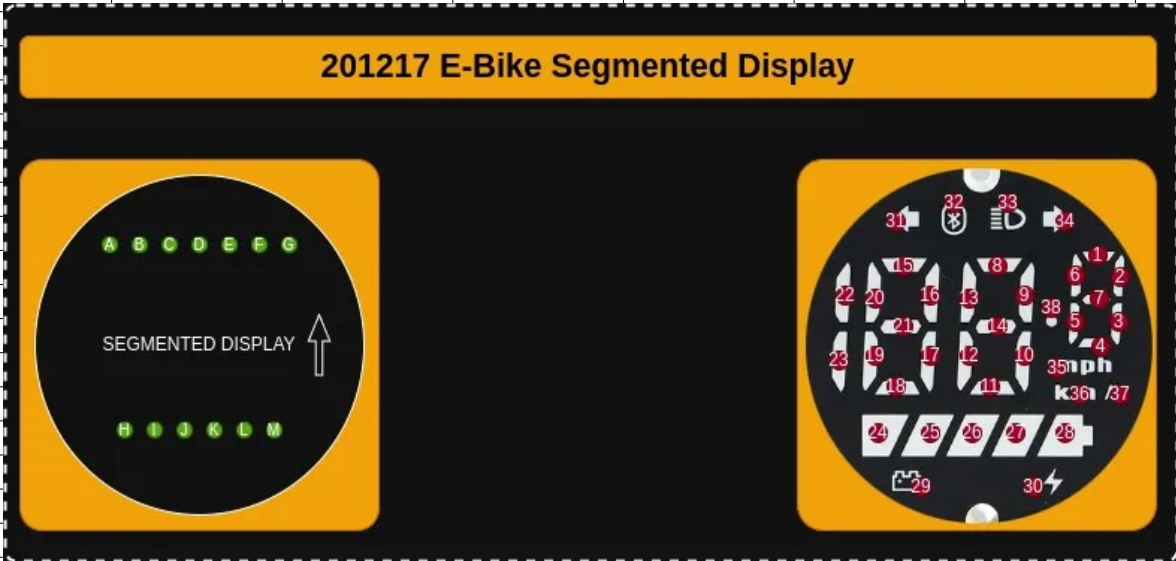 201217 E-Bike Segmented Display
A B C D E F G
SEGMENTED DISPLAY
H I J K L M
31 32 33 34
1
15 8 6 2
22 20 16 13 9 7
38
21 14 5 3
23 19 17 12 10 4
35 mph
18 11 km 36 / 37
24 25 26 27 28
29 30